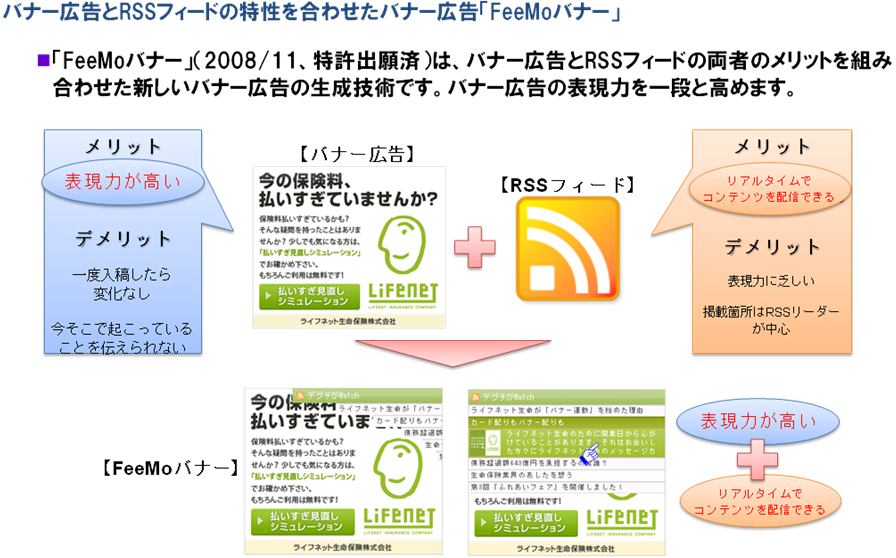 バナー広告とRSSフィードの特性を合わせたバナー広告「FeeMoバナー」
■「FeeMoバナー」(2008/11、特許出願済)は、バナー広告とRSSフィードの両者のメリットを組み
合わせた新しいバナー広告の生成技術です。バナー広告の表現力を一段と高めます。
メリット
表現力が高い
デメリット
一度入稿したら
変化なし
今そこで起こっている
ことを伝えられない
【バナー広告】
今の保険料、
払いすぎていませんか?
保険料払いすぎているかも?
そんな疑問を持ったことはありま
せんか? 少しでも気になる方は、
「払いすぎ見直しシミュレーション」
でお確かめ下さい。
もちろんご利用は無料です!
払いすぎ見直し
シミュレーション
LIFENET
LIFENET INSURANCE COMPANY
ライフネット生命保険株式会社
【RSSフィード】
メリット
リアルタイムで
コンテンツを配信できる
デメリット
表現力に乏しい
掲載箇所はRSSリーダー
が中心
【FeeMoバナー】
今の保険料
払いすぎていま
デグチがwatch
ライフネット生命が「バナー
カード配りもバナー
債務超過額
生命
保険料払いすぎているかも?
そんな疑問を持ったことはありま
せんか? 少しでも気になる方は、
「払いすぎ見直しシミュレーション」
でお確かめ下さい。
もちろんご利用は無料です!
払いすぎ見直し
シミュレーション
LIFENET
LIFENET INSURANCE COMPANY
ライフネット生命保険株式会社
デグチがwatch
ライフネット生命が「バナー運動」を始めた理由
カード配りもバナー配りも
ライフネット生命のために開業日から心が
けていることがあります。それはお会いし
た方々にライフネット
のメッセージカ
債務超過額643億円を負担するのは誰?
生命保険業界のあしたを想う
第3回「ふれあいフェア」を開催しました!
もちろんご利用は無料です!
払いすぎ見直し
シミュレーション
LIFENET
LIFENET INSURANCE COMPANY
ライフネット生命保険株式会社
表現力が高い
リアルタイムで
コンテンツを配信できる